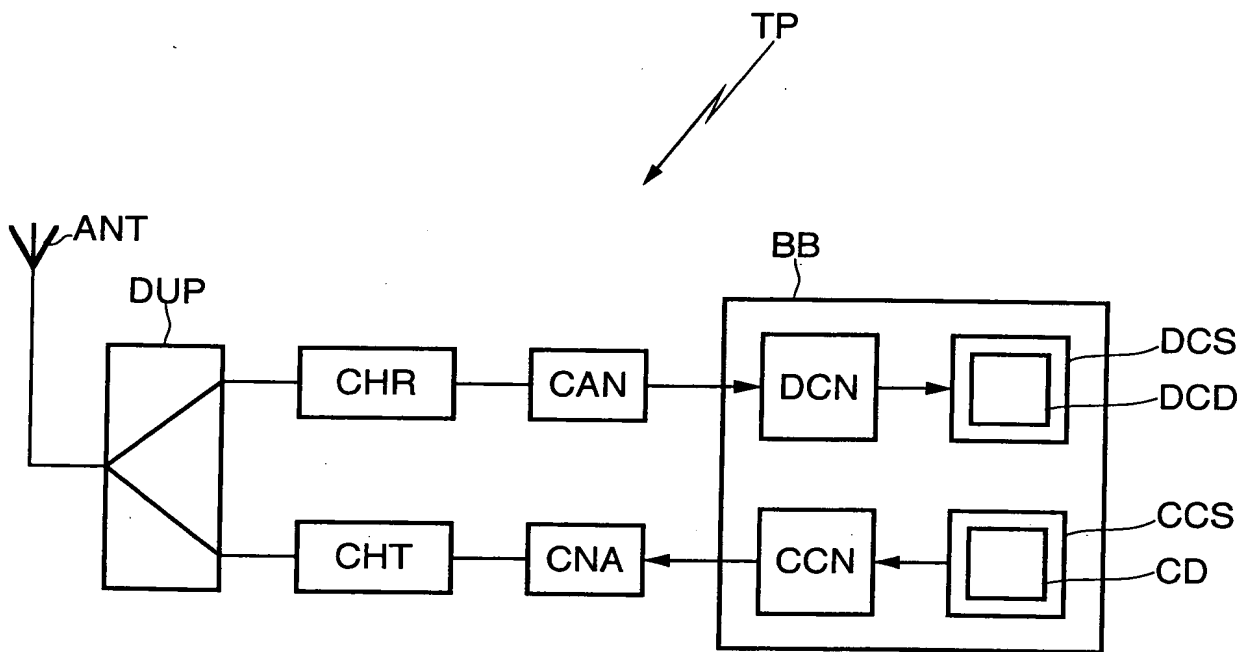 TP
ANT
BB
DUP
DCS
CHR
CAN
DCN
DCD
CCS
CHT
CNA
CCN
CD